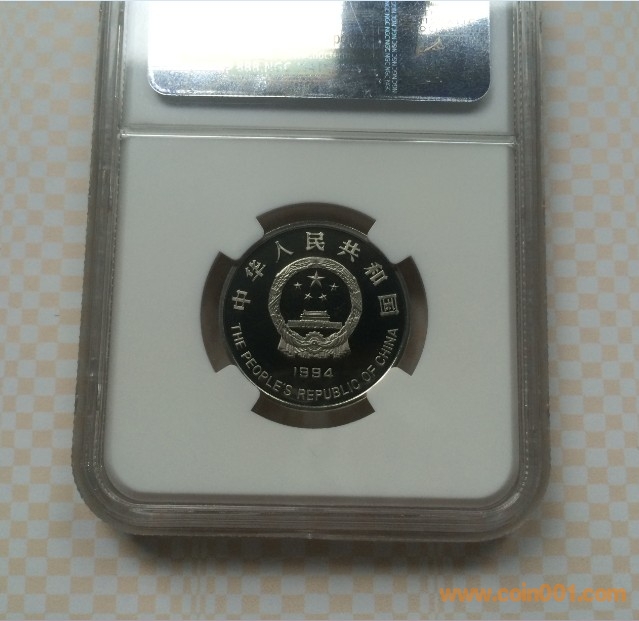 中华人民共和国
1994
THE PEOPLE'S REPUBLIC OF CHINA
www.coin001.com